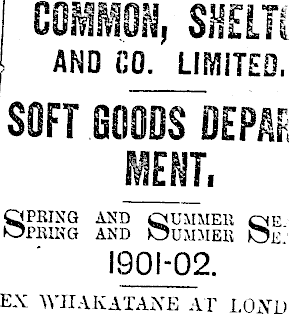 COMMON, SHELT
AND CO. LIMITED.
SOFT GOODS DEPAR
MENT.
SPRING AND SUMMER SE
SPRING AND SUMMER SE
1901-02.
EX WHAKATANE AT LOND